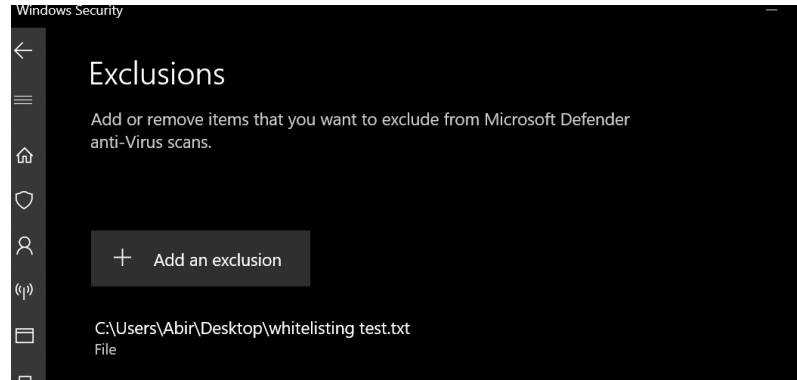 Windows Security
Exclusions
Add or remove items that you want to exclude from Microsoft Defender
anti-Virus scans.
Add an exclusion
C:\Users\Abir\Desktop\whitelisting test.txt
File